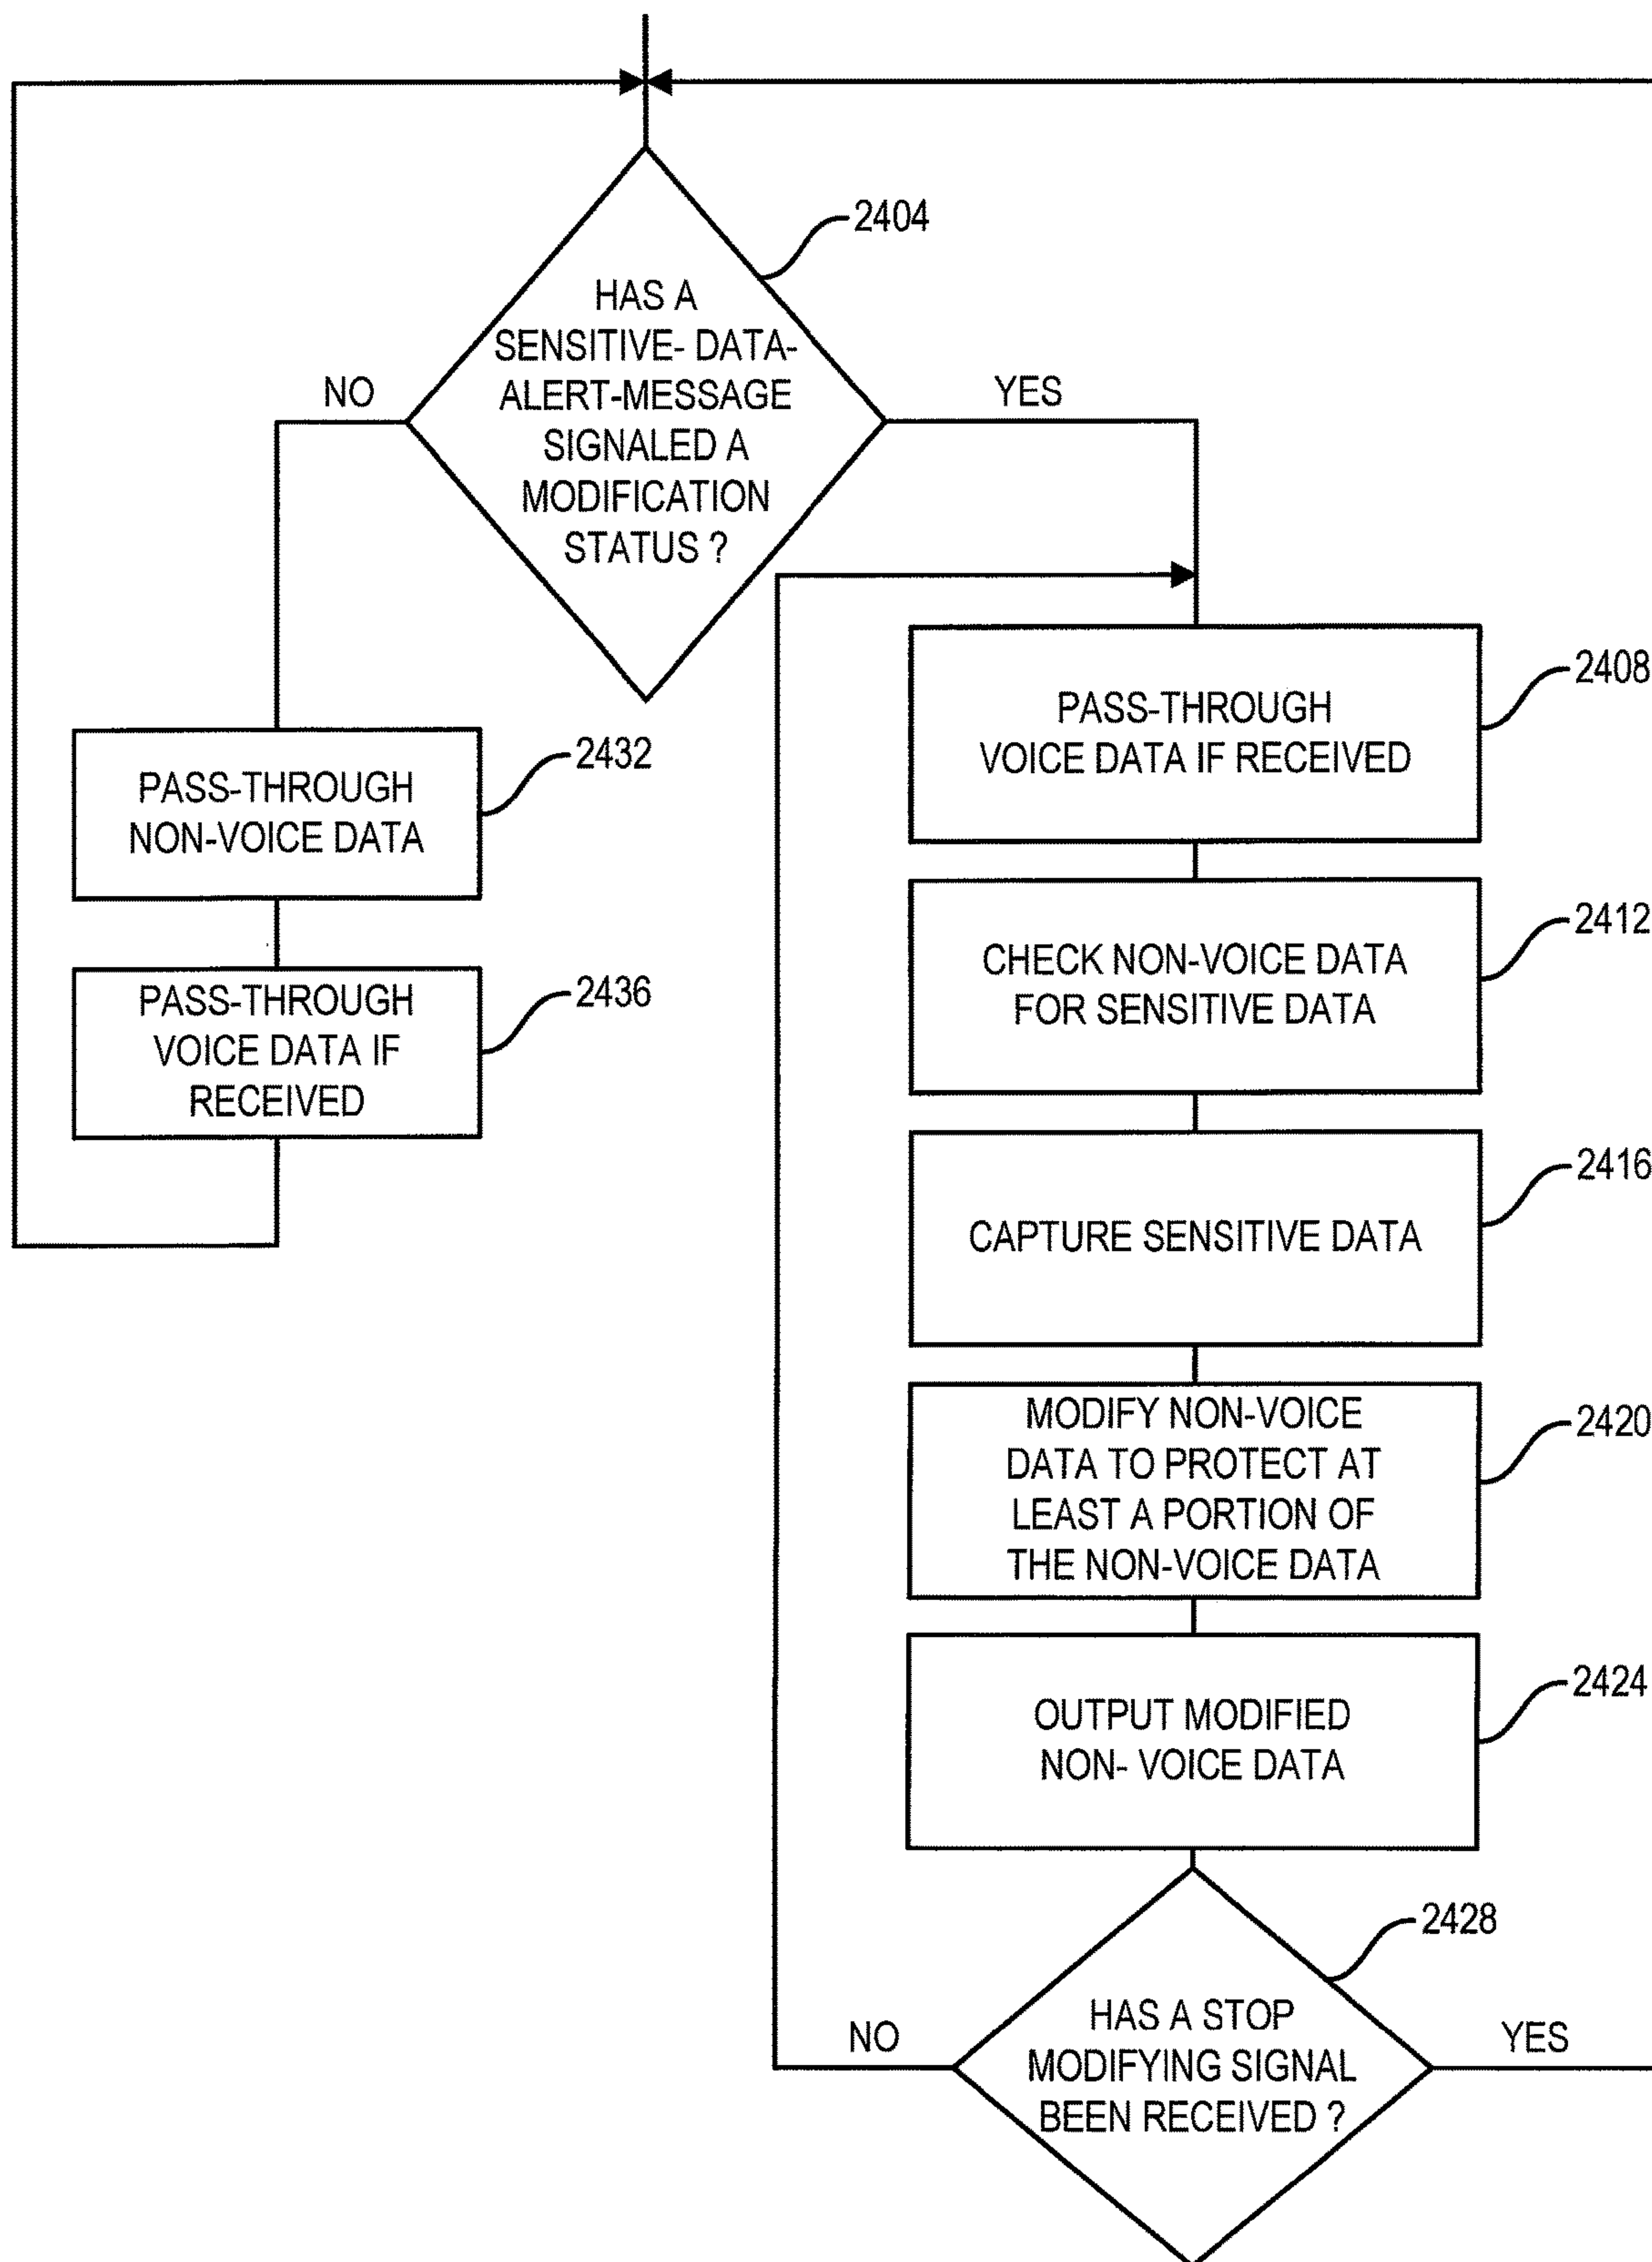 2404
HAS A
SENSITIVE- DATA-
ALERT-MESSAGE
SIGNALED A
MODIFICATION
STATUS ?
NO
YES
2408
PASS-THROUGH
VOICE DATA IF RECEIVED
2432
PASS-THROUGH
NON-VOICE DATA
2412
CHECK NON-VOICE DATA
FOR SENSITIVE DATA
2436
PASS-THROUGH
VOICE DATA IF
RECEIVED
2416
CAPTURE SENSITIVE DATA
2420
MODIFY NON-VOICE
DATA TO PROTECT AT
LEAST A PORTION OF
THE NON-VOICE DATA
2424
OUTPUT MODIFIED
NON- VOICE DATA
2428
HAS A STOP
MODIFYING SIGNAL
BEEN RECEIVED ?
NO
YES